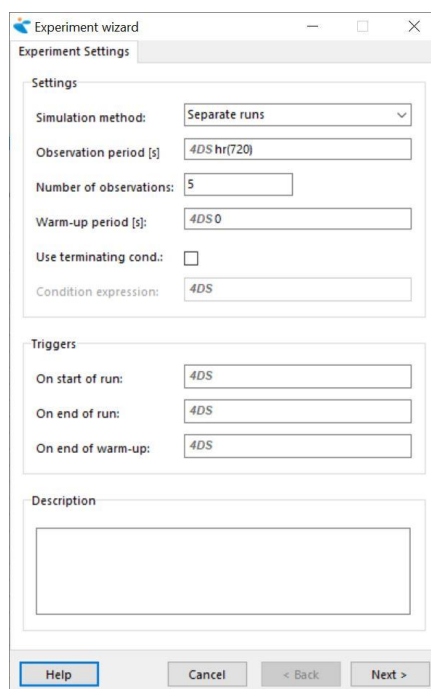 Experiment wizard
Experiment Settings
Settings
Simulation method: Separate runs
Observation period [s] 4DS hr(720)
Number of observations: 5
Warm-up period [s]: 4DS 0
Use terminating cond.:
Condition expression: 4DS
Triggers
On start of run: 4DS
On end of run: 4DS
On end of warm-up: 4DS
Description
Help Cancel < Back Next >